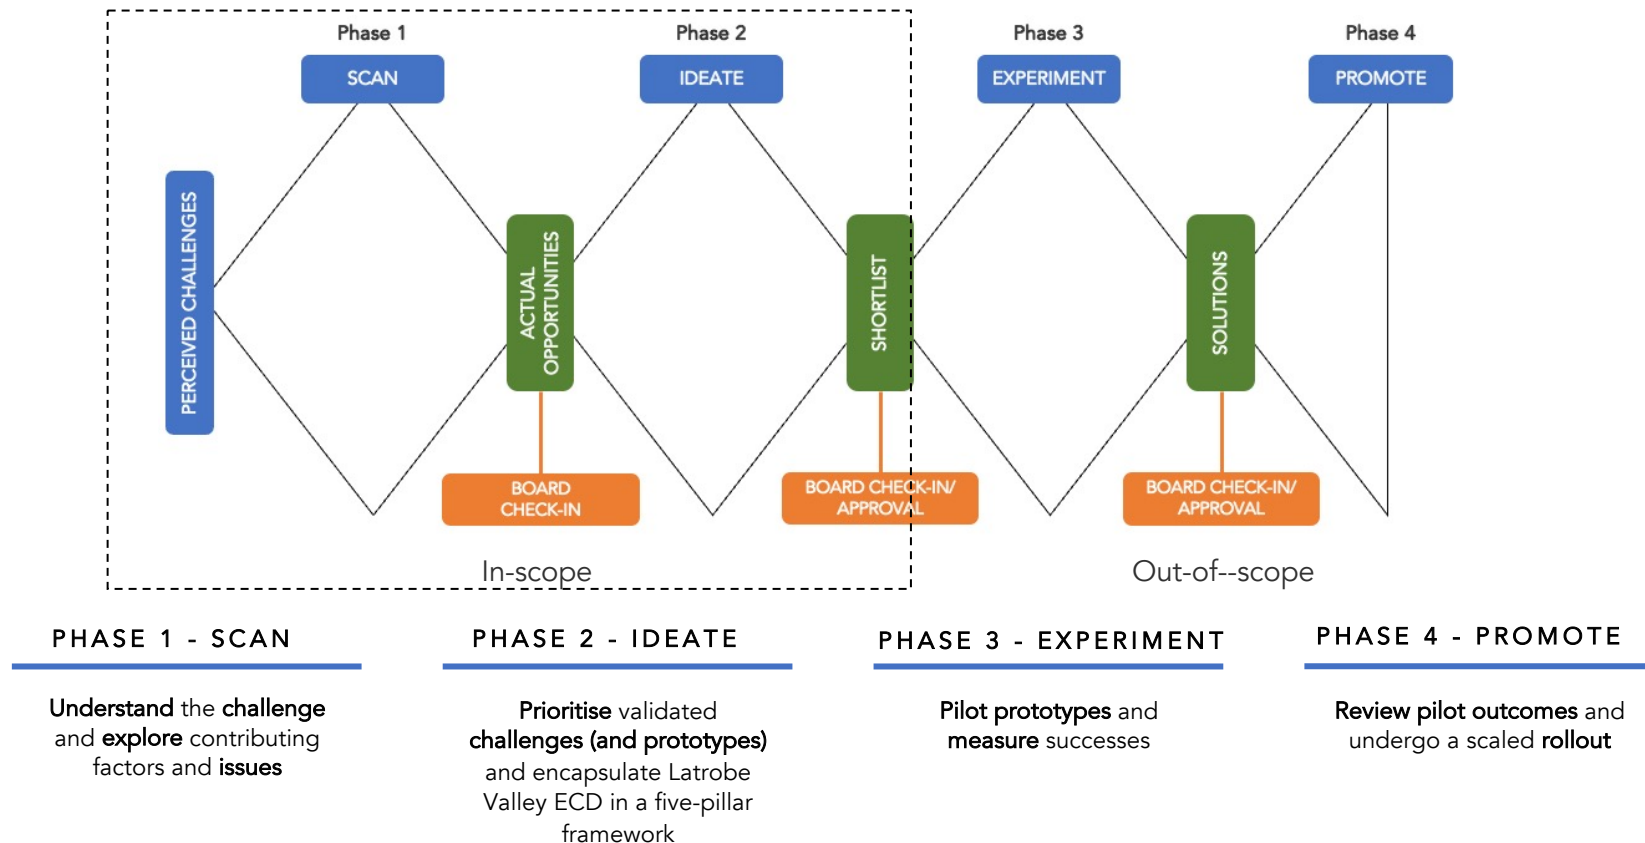 Phase 1
Phase 2
Phase 3
Phase 4
SCAN
IDEATE
EXPERIMENT
PROMOTE
PERCEIVED CHALLENGES
ACTUAL
OPPORTUNITIES
SHORTLIST
SOLUTIONS
BOARD
CHECK-IN
BOARD CHECK-IN/
APPROVAL
BOARD CHECK-IN/
APPROVAL
In-scope
Out-of--scope
PHASE 1 - SCAN
Understand the challenge
and explore contributing
factors and issues
PHASE 2 - IDEATE
Prioritise validated
challenges (and prototypes)
and encapsulate Latrobe
Valley ECD in a five-pillar
framework
PHASE 3 - EXPERIMENT
Pilot prototypes and
measure successes
PHASE 4 - PROMOTE
Review pilot outcomes and
undergo a scaled rollout